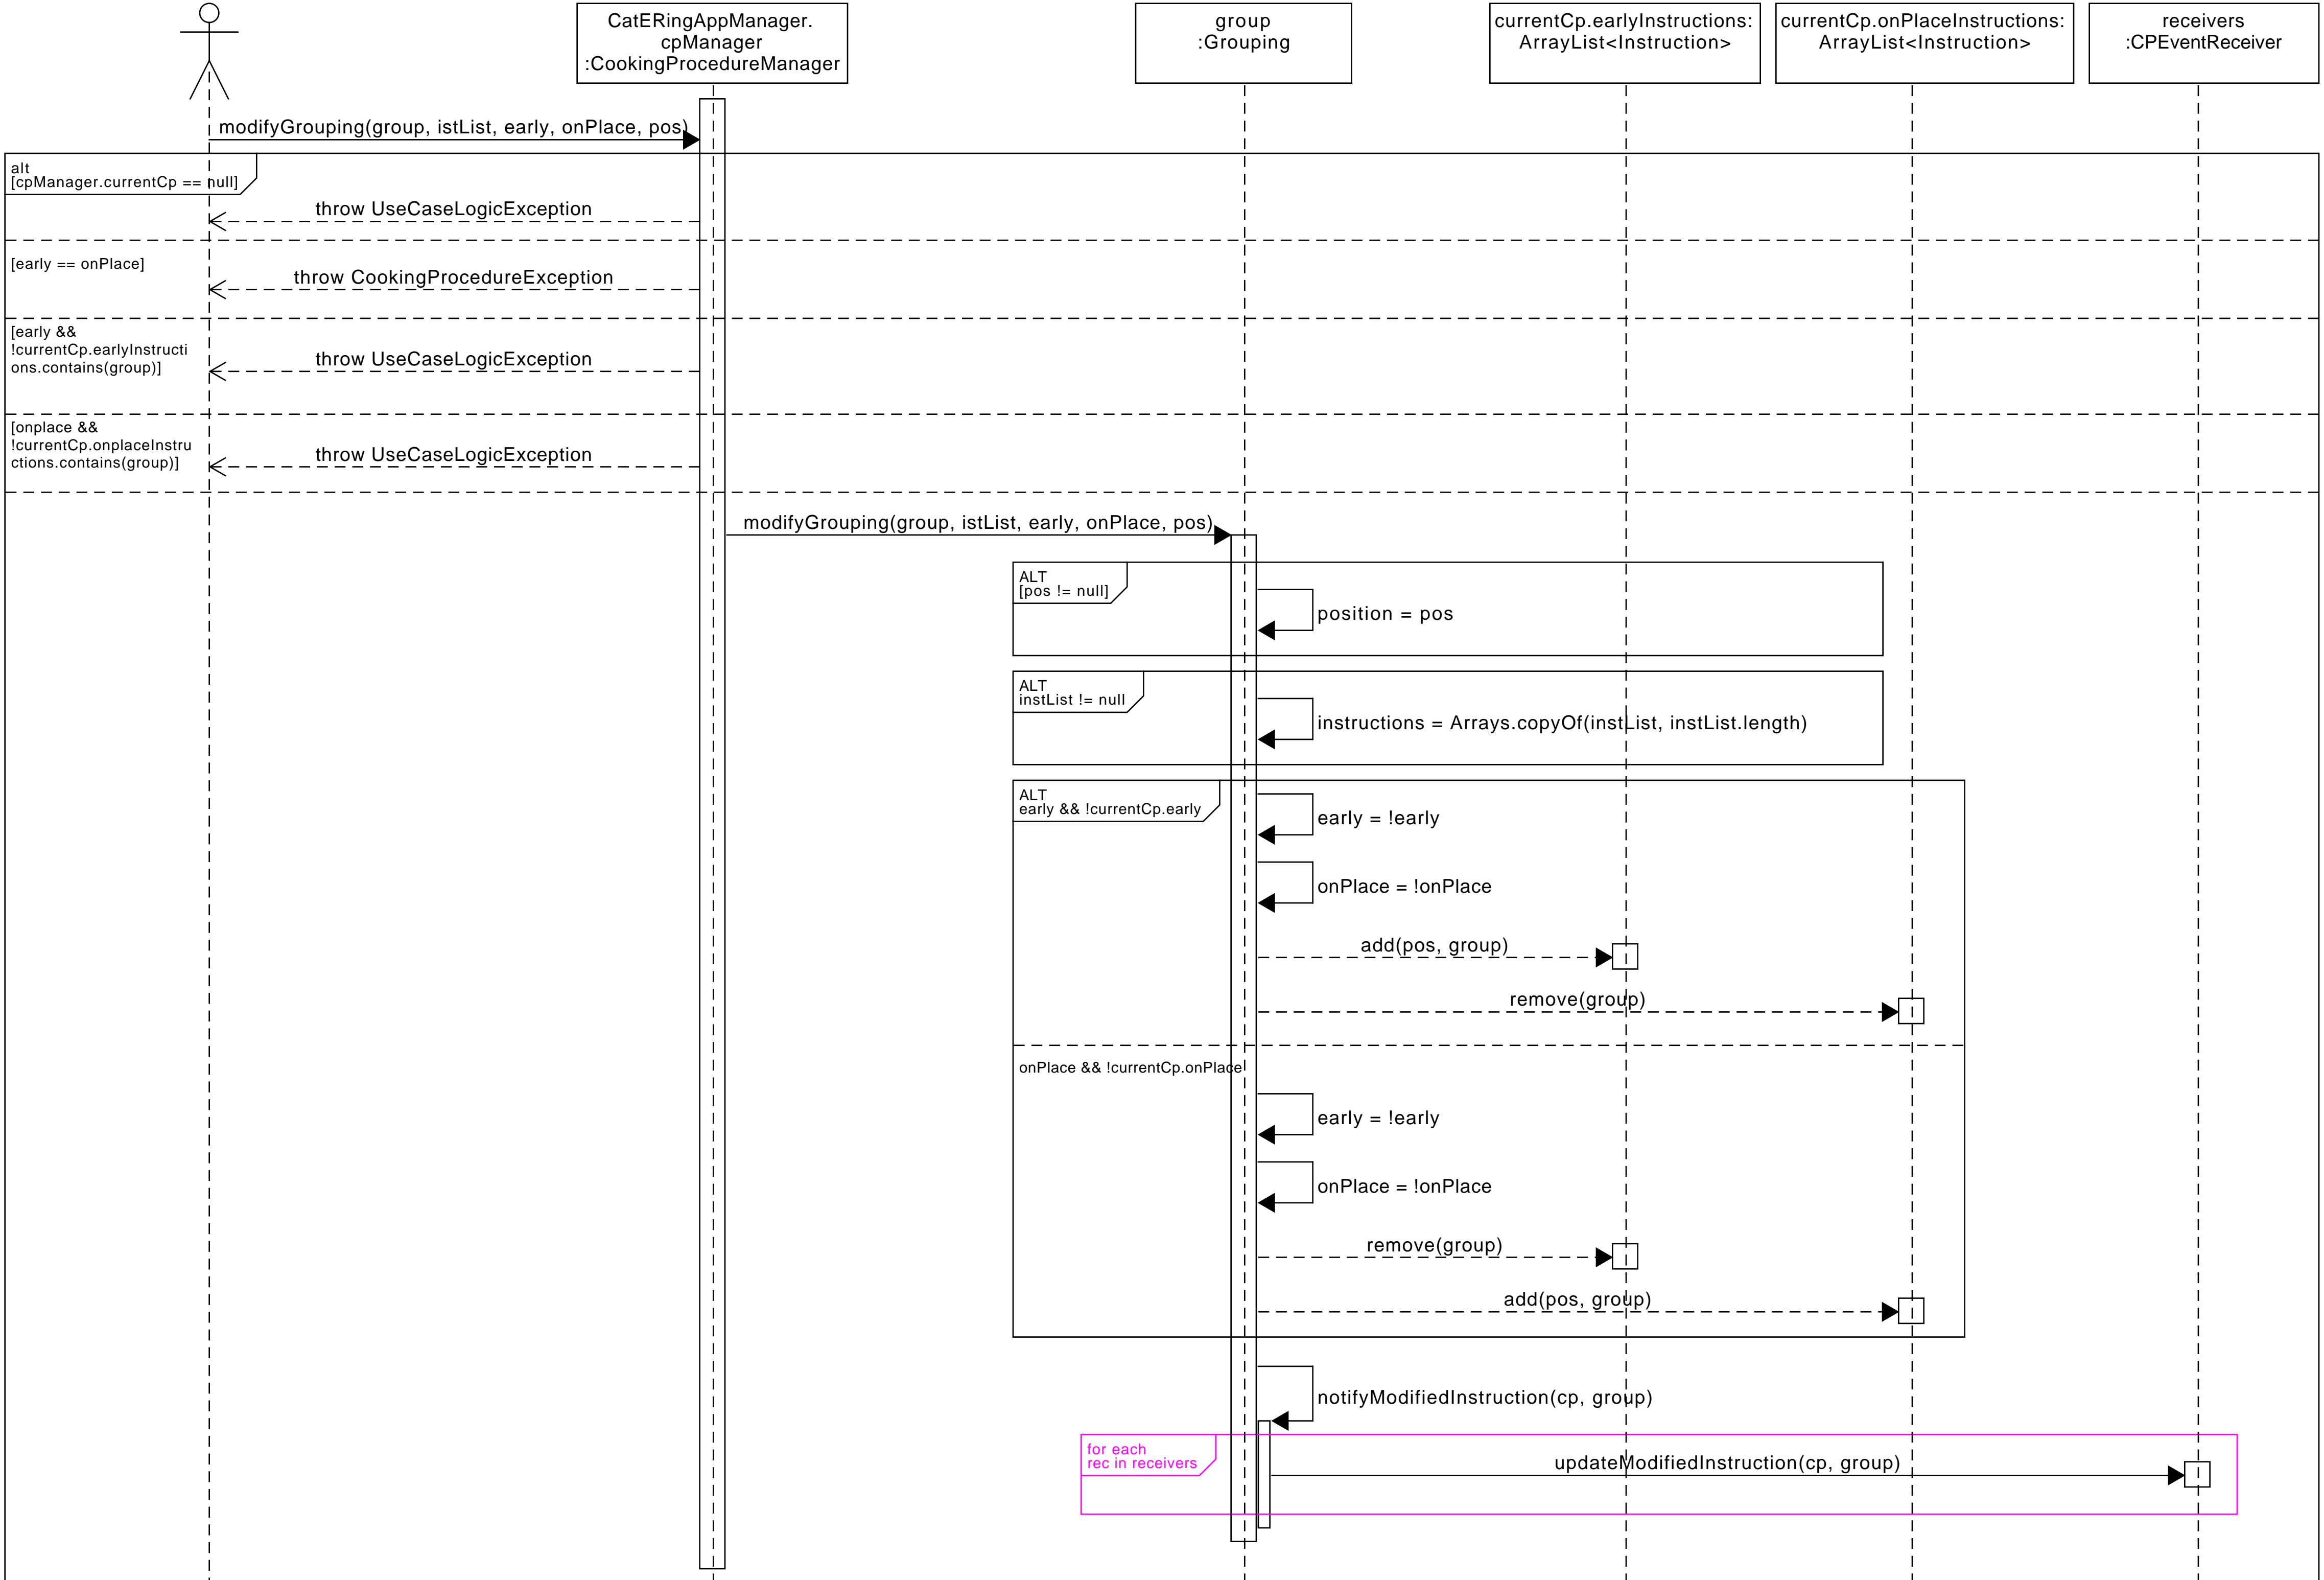 CatERingAppManager.
cpManager
:CookingProcedureManager
group
:Grouping
currentCp.earlyInstructions:
ArrayList<Instruction>
currentCp.onPlaceInstructions:
ArrayList<Instruction>
receivers
:CPEventReceiver
modifyGrouping(group, istList, early, onPlace, pos)
alt
[cpManager.currentCp == null]
throw UseCaseLogicException
[early == onPlace]
throw CookingProcedureException
[early &&
!currentCp.earlyInstructi
ons.contains(group)]
throw UseCaseLogicException
[onplace &&
!currentCp.onplaceInstru
ctions.contains(group)]
throw UseCaseLogicException
modifyGrouping(group, istList, early, onPlace, pos)
ALT
[pos != null]
position = pos
ALT
instList != null
instructions = Arrays.copyOf(instList, instList.length)
ALT
early && !currentCp.early
early = !early
onPlace = !onPlace
add(pos, group)
remove(group)
onPlace && !currentCp.onPlace
early = !early
onPlace = !onPlace
remove(group)
add(pos, group)
notifyModifiedInstruction(cp, group)
for each
rec in receivers
updateModifiedInstruction(cp, group)